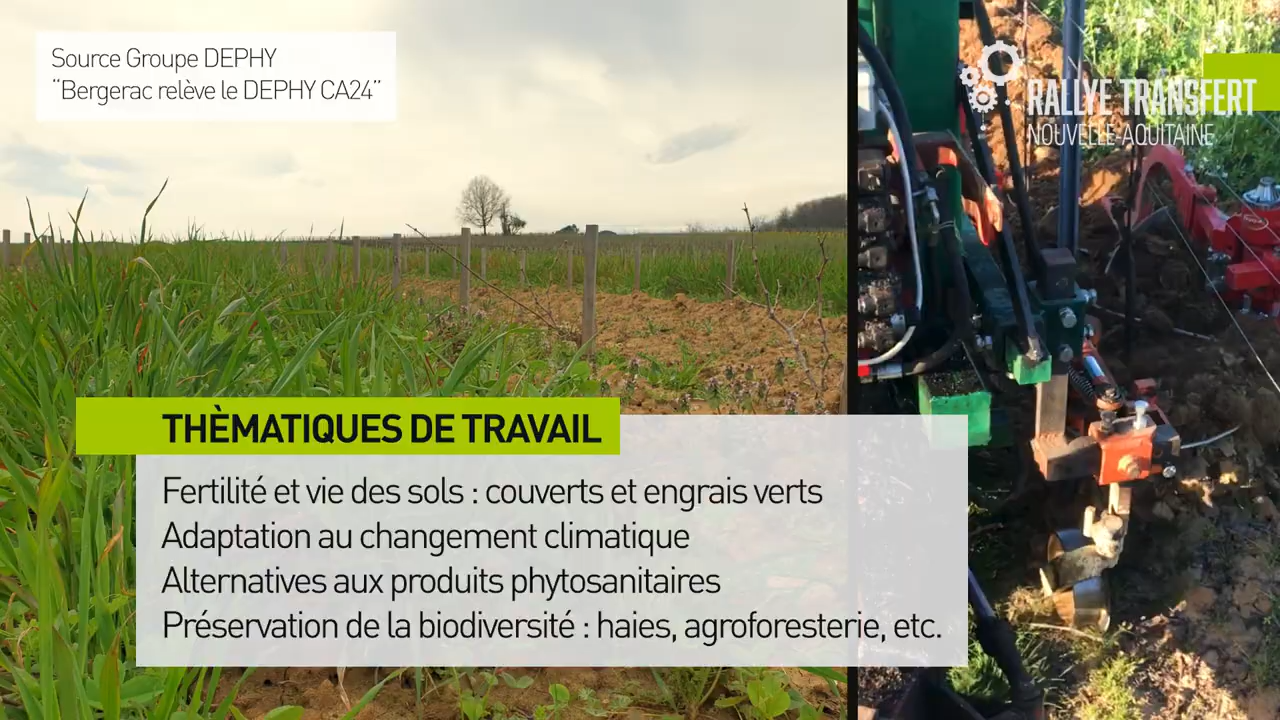 Source Groupe DEPHY
“Bergerac relève le DEPHY CA24”
RALLYE TRANSFERT
NOUVELLE-AQUITAINE
THÈMATIQUES DE TRAVAIL
Fertilité et vie des sols : couverts et engrais verts
Adaptation au changement climatique
Alternatives aux produits phytosanitaires
Préservation de la biodiversité : haies, agroforesterie, etc.